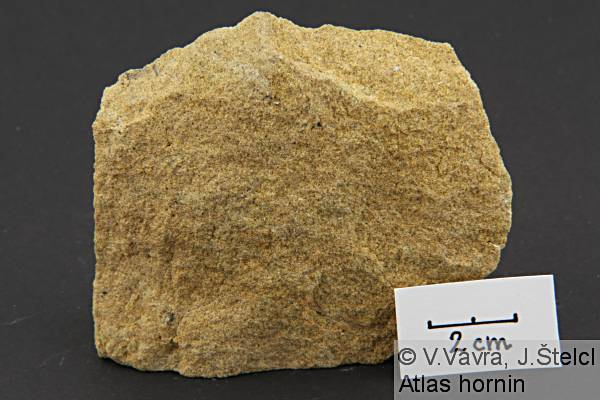 2 cm
© V.Vávra, J.Štelcl
Atlas hornin